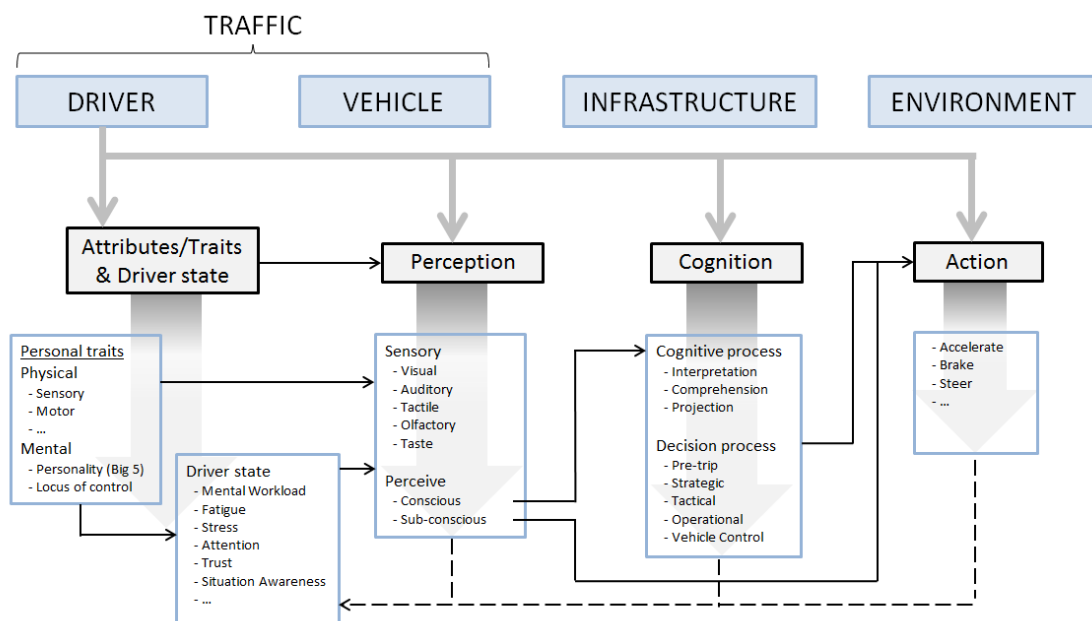 TRAFFIC
DRIVER
VEHICLE
INFRASTRUCTURE
ENVIRONMENT
Attributes/Traits
& Driver state
Perception
Cognition
Action
Personal traits
Physical
- Sensory
- Motor
- ...
Mental
- Personality (Big 5)
- Locus of control
Driver state
- Mental Workload
- Fatigue
- Stress
- Attention
- Trust
- Situation Awareness
- ...
Sensory
- Visual
- Auditory
- Tactile
- Olfactory
- Taste
Perceive
- Conscious
- Sub-conscious
Cognitive process
- Interpretation
- Comprehension
- Projection
Decision process
- Pre-trip
- Strategic
- Tactical
- Operational
- Vehicle Control
- Accelerate
- Brake
- Steer
- ...